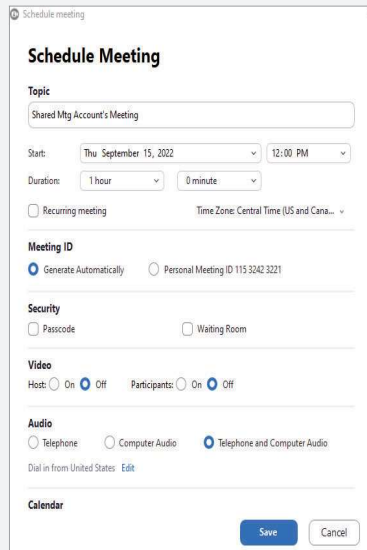 Schedule meeting
Schedule Meeting
Topic
Shared Mtg Account's Meeting
Start: Thu September 15, 2022 12:00 PM
Duration: 1 hour 0 minute
Recurring meeting Time Zone: Central Time (US and Cana...
Meeting ID
Generate Automatically Personal Meeting ID 115 3242 3221
Security
Passcode Waiting Room
Video
Host: On Off Participants: On Off
Audio
Telephone Computer Audio Telephone and Computer Audio
Dial in from United States Edit
Calendar
Save Cancel